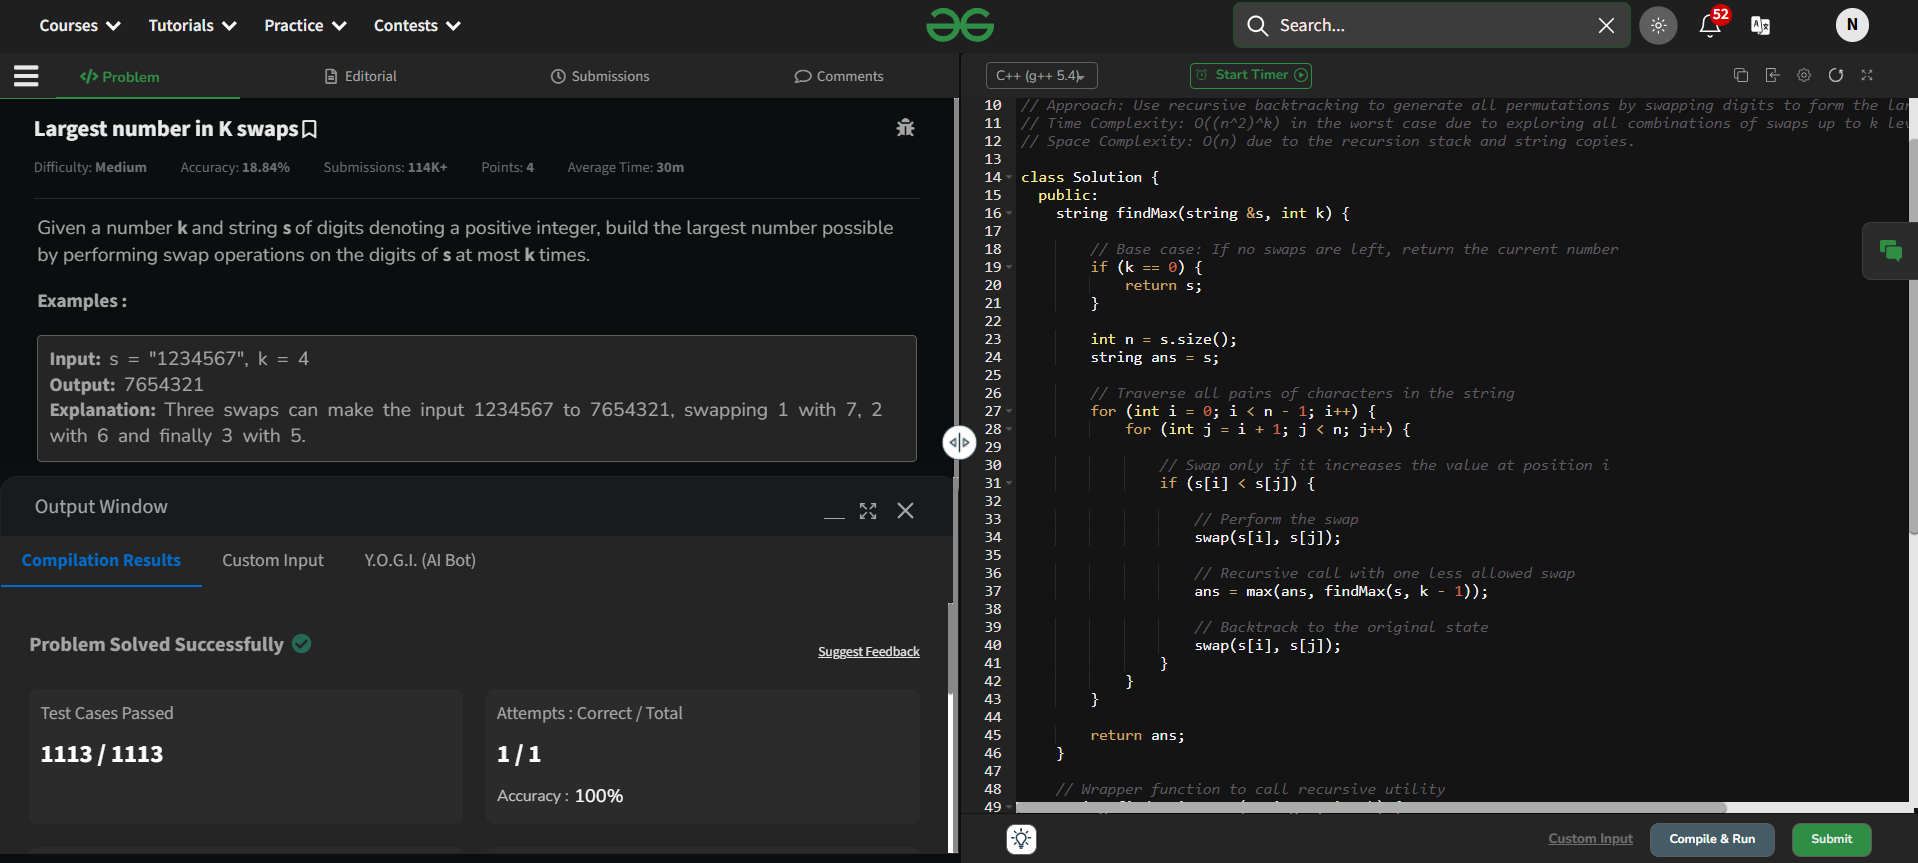 Courses
Tutorials
Practice
Contests
Search...
52
N
Problem
Editorial
Submissions
Comments
Largest number in K swaps
Difficulty: Medium
Accuracy: 18.84%
Submissions: 114K+
Points: 4
Average Time: 30m
Given a number k and string s of digits denoting a positive integer, build the largest number possible
by performing swap operations on the digits of s at most k times.
Examples :
Input: s = "1234567", k = 4
Output: 7654321
Explanation: Three swaps can make the input 1234567 to 7654321, swapping 1 with 7, 2
with 6 and finally 3 with 5.
Output Window
Compilation Results
Custom Input
Y.O.G.I. (AI Bot)
Problem Solved Successfully
Suggest Feedback
Test Cases Passed
1113 / 1113
Attempts : Correct / Total
1 / 1
Accuracy : 100%
C++ (g++ 5.4)
Start Timer
10 // Approach: Use recursive backtracking to generate all permutations by swapping digits to form the lar
11 // Time Complexity: O((n^2)^k) in the worst case due to exploring all combinations of swaps up to k lev
12 // Space Complexity: O(n) due to the recursion stack and string copies.
13
14 class Solution {
15 public:
16 string findMax(string &s, int k) {
17
18 // Base case: If no swaps are left, return the current number
19 if (k == 0) {
20 return s;
21 }
22
23 int n = s.size();
24 string ans = s;
25
26 // Traverse all pairs of characters in the string
27 for (int i = 0; i < n - 1; i++) {
28 for (int j = i + 1; j < n; j++) {
29
30 // Swap only if it increases the value at position i
31 if (s[i] < s[j]) {
32
33 // Perform the swap
34 swap(s[i], s[j]);
35
36 // Recursive call with one less allowed swap
37 ans = max(ans, findMax(s, k - 1));
38
39 // Backtrack to the original state
40 swap(s[i], s[j]);
41 }
42 }
43 }
44
45 return ans;
46 }
47
48 // Wrapper function to call recursive utility
49
Custom Input
Compile & Run
Submit